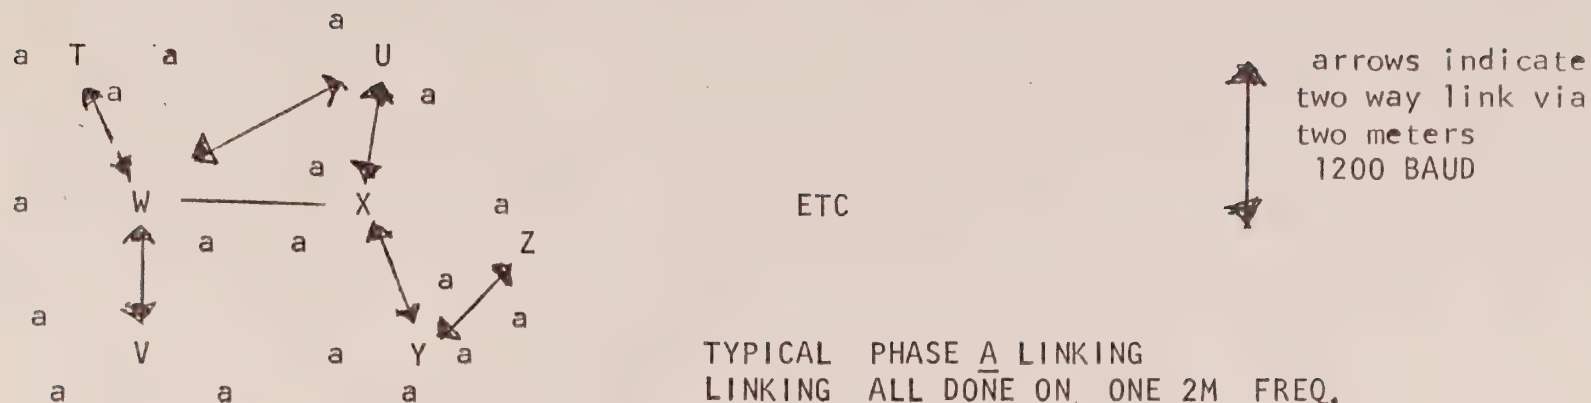 a
a T a U
a a
a
a W X a
a a Z
a
a a
V a Y a
a a a
arrows indicate
two way link via
two meters
1200 BAUD
ETC
TYPICAL PHASE A LINKING
LINKING ALL DONE ON ONE 2M FREQ.